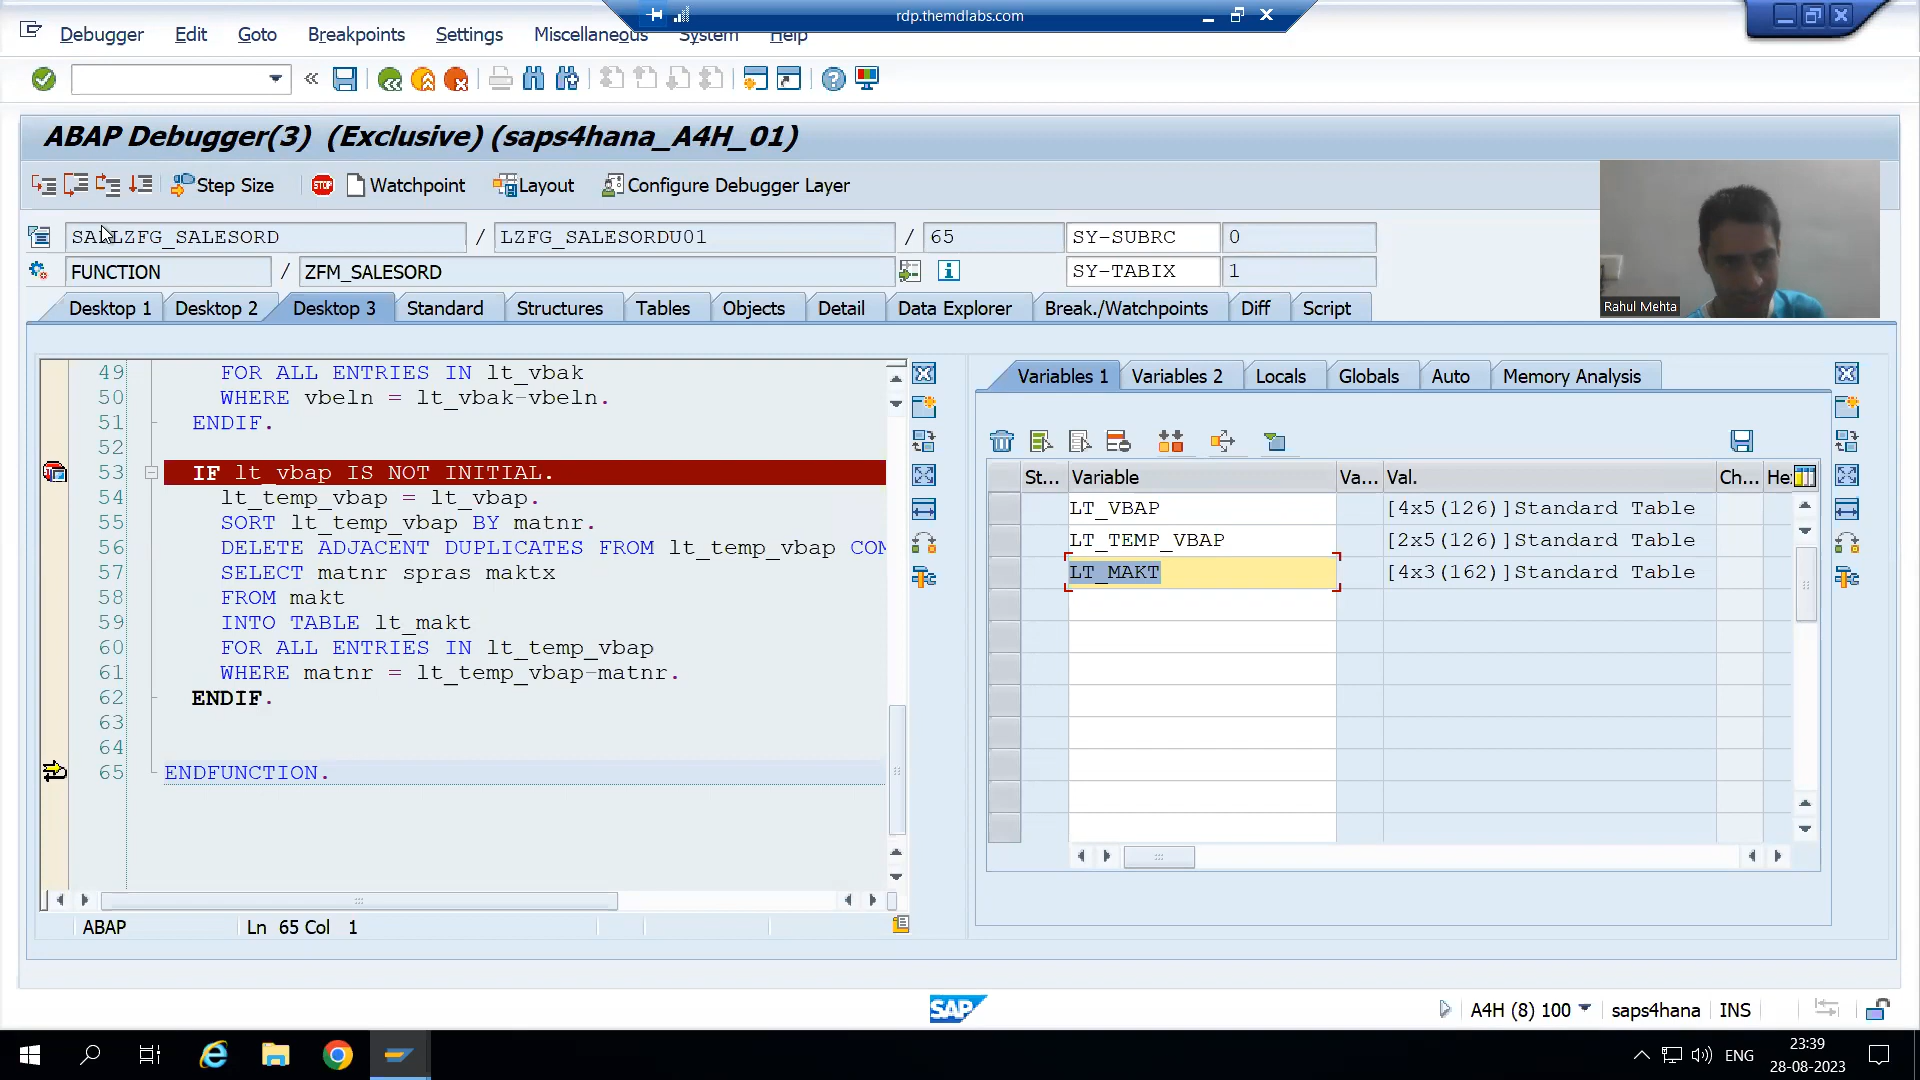 rdp.themdlabs.com
Debugger Edit Goto Breakpoints Settings Miscellaneous System Help
ABAP Debugger(3) (Exclusive) (saps4hana_A4H_01)
Step Size STOP Watchpoint Layout Configure Debugger Layer
SAPLZFG_SALESORD / LZFG_SALESORDU01 / 65 SY-SUBRC 0
FUNCTION / ZFM_SALESORD SY-TABIX 1
Rahul Mehta
Desktop 1 Desktop 2 Desktop 3 Standard Structures Tables Objects Detail Data Explorer Break./Watchpoints Diff Script
Variables 1 Variables 2 Locals Globals Auto Memory Analysis
49 FOR ALL ENTRIES IN lt_vbak
50 WHERE vbeln = lt_vbak-vbeln.
51 ENDIF.
52
53 IF lt_vbap IS NOT INITIAL.
54 lt_temp_vbap = lt_vbap.
55 SORT lt_temp_vbap BY matnr.
56 DELETE ADJACENT DUPLICATES FROM lt_temp_vbap COM
57 SELECT matnr spras maktx
58 FROM makt
59 INTO TABLE lt_makt
60 FOR ALL ENTRIES IN lt_temp_vbap
61 WHERE matnr = lt_temp_vbap-matnr.
62 ENDIF.
63
64
65 ENDFUNCTION.
St... Variable Va... Val. Ch... He
LT_VBAP [4x5(126)]Standard Table
LT_TEMP_VBAP [2x5(126)]Standard Table
LT_MAKT [4x3(162)]Standard Table
ABAP Ln 65 Col 1
SAP
A4H (8) 100 saps4hana INS
ENG
23:39
28-08-2023